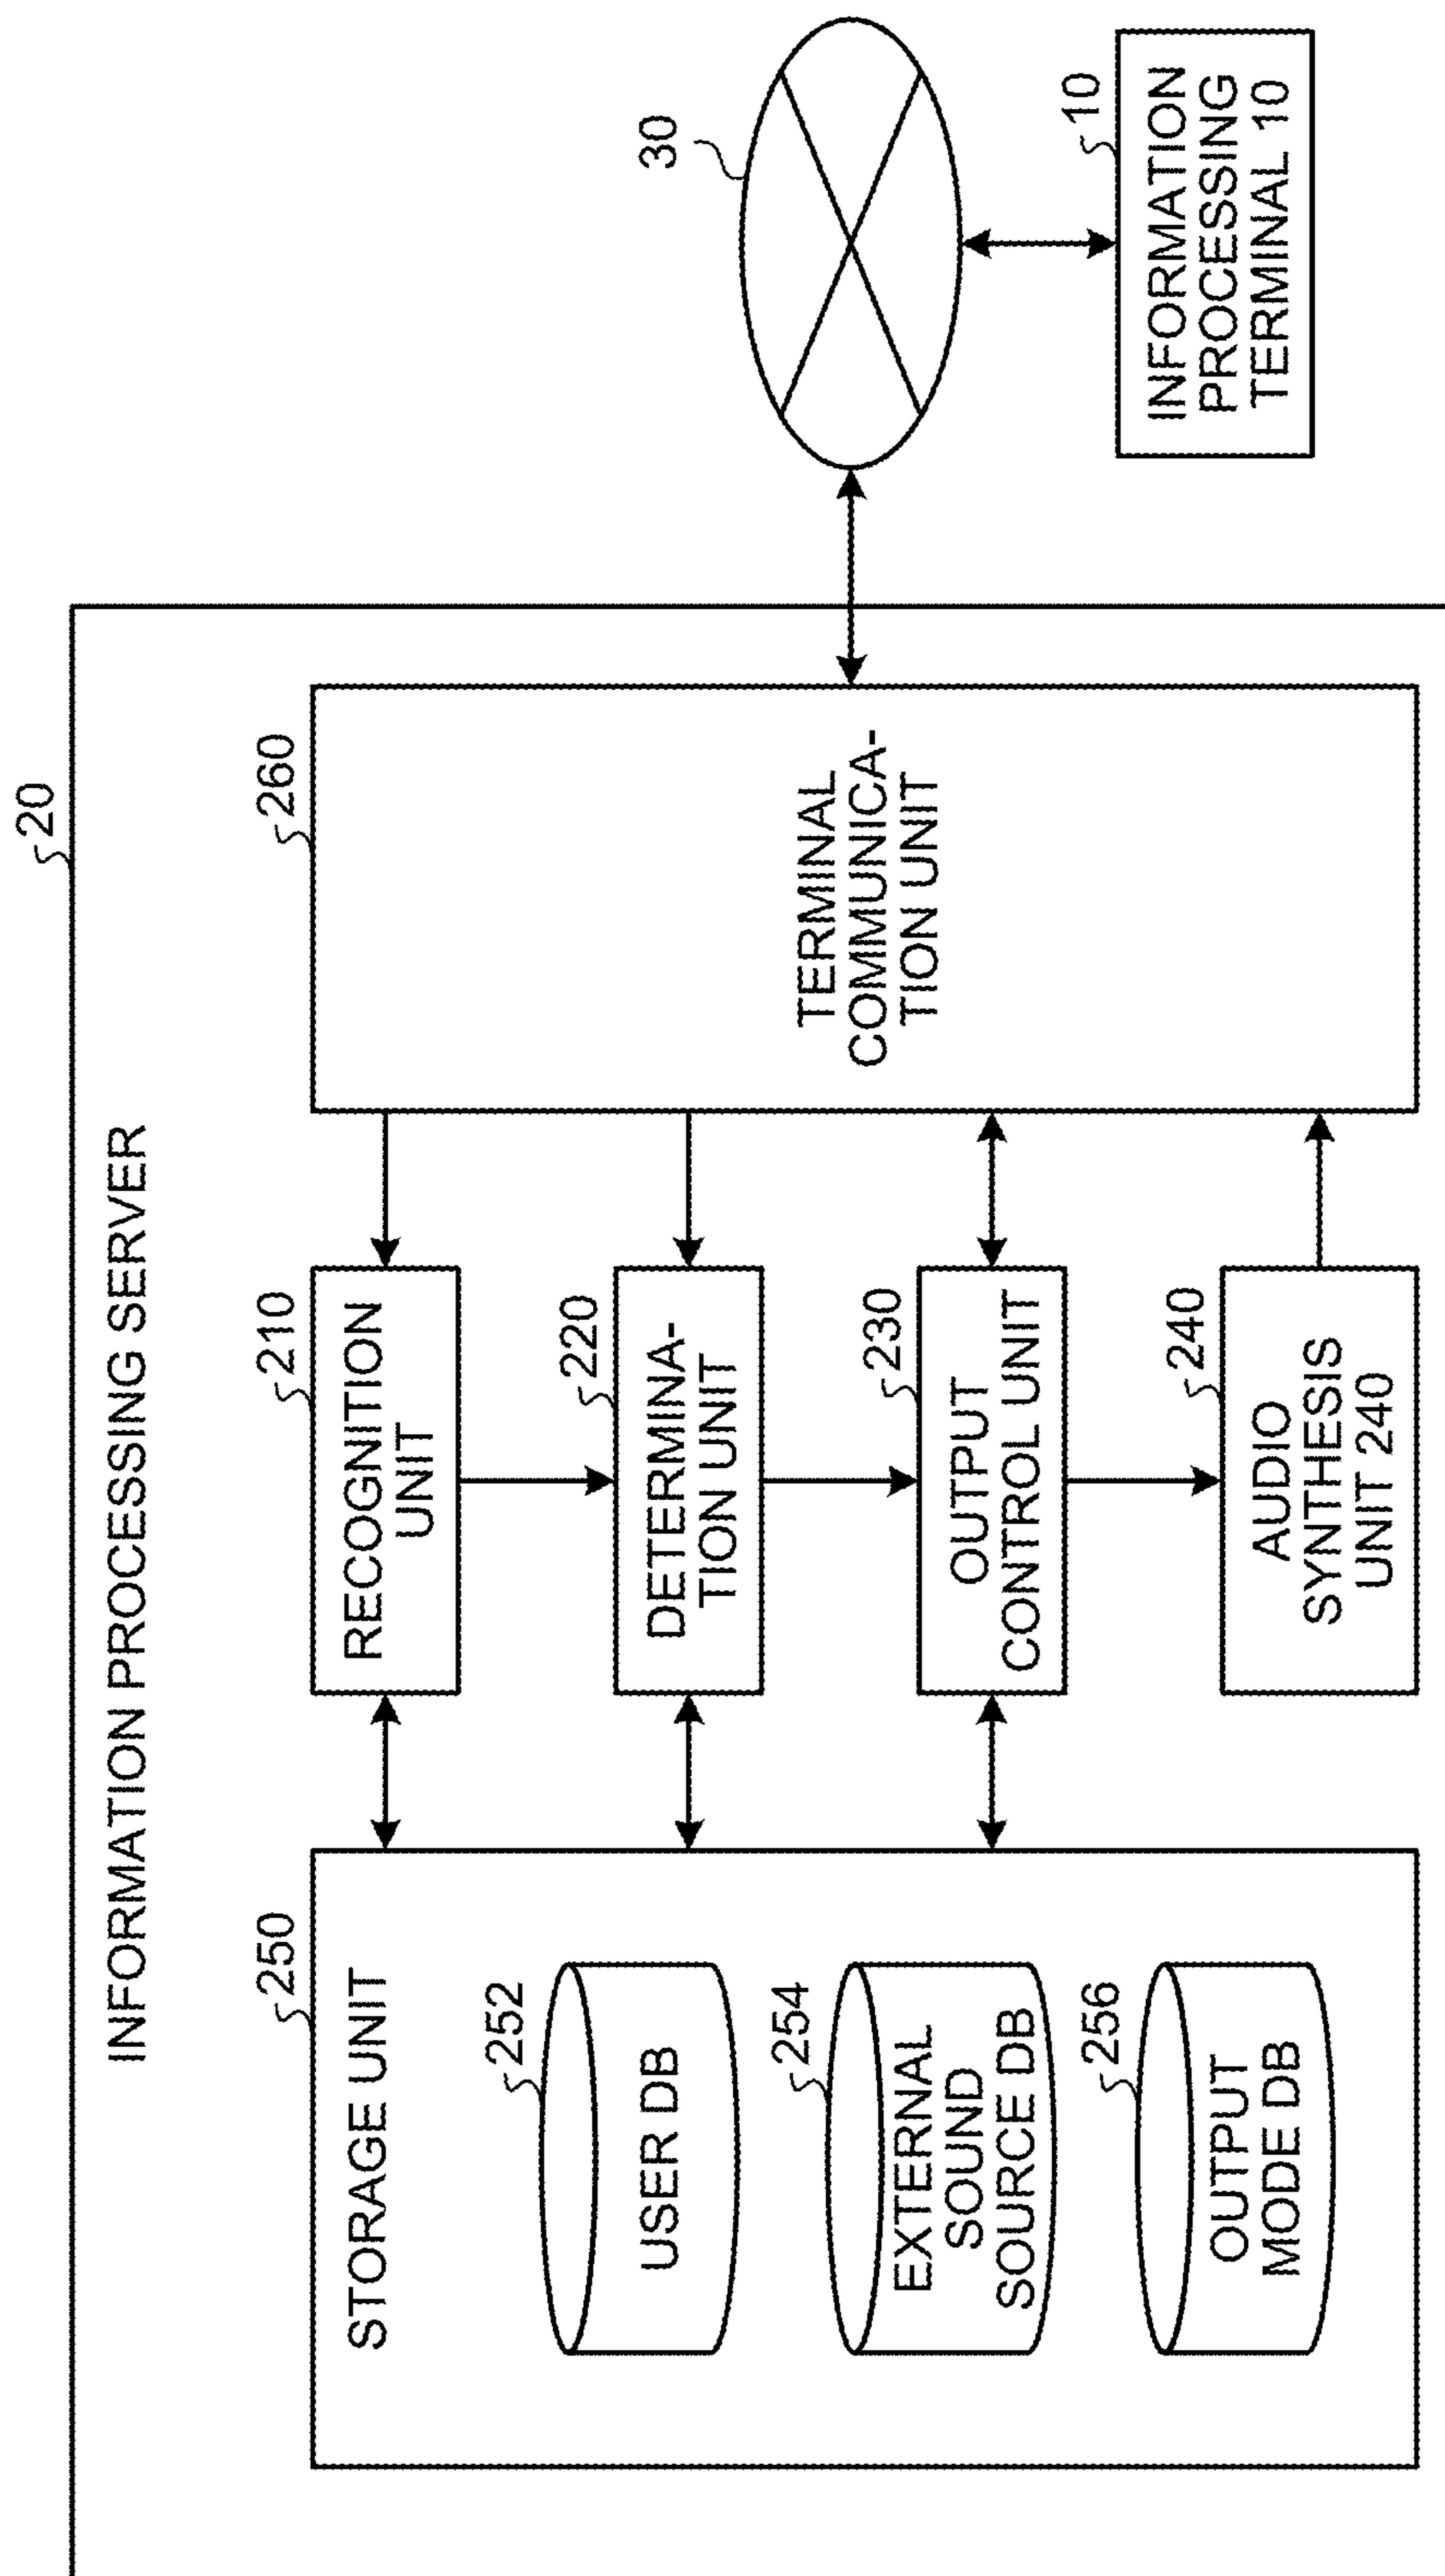 20
INFORMATION PROCESSING SERVER
250
STORAGE UNIT
252
USER DB
254
EXTERNAL
SOUND
SOURCE DB
256
OUTPUT
MODE DB
210
RECOGNITION
UNIT
220
DETERMINA-
TION UNIT
230
OUTPUT
CONTROL UNIT
240
AUDIO
SYNTHESIS
UNIT 240
260
TERMINAL
COMMUNICA-
TION UNIT
30
10
INFORMATION
PROCESSING
TERMINAL 10